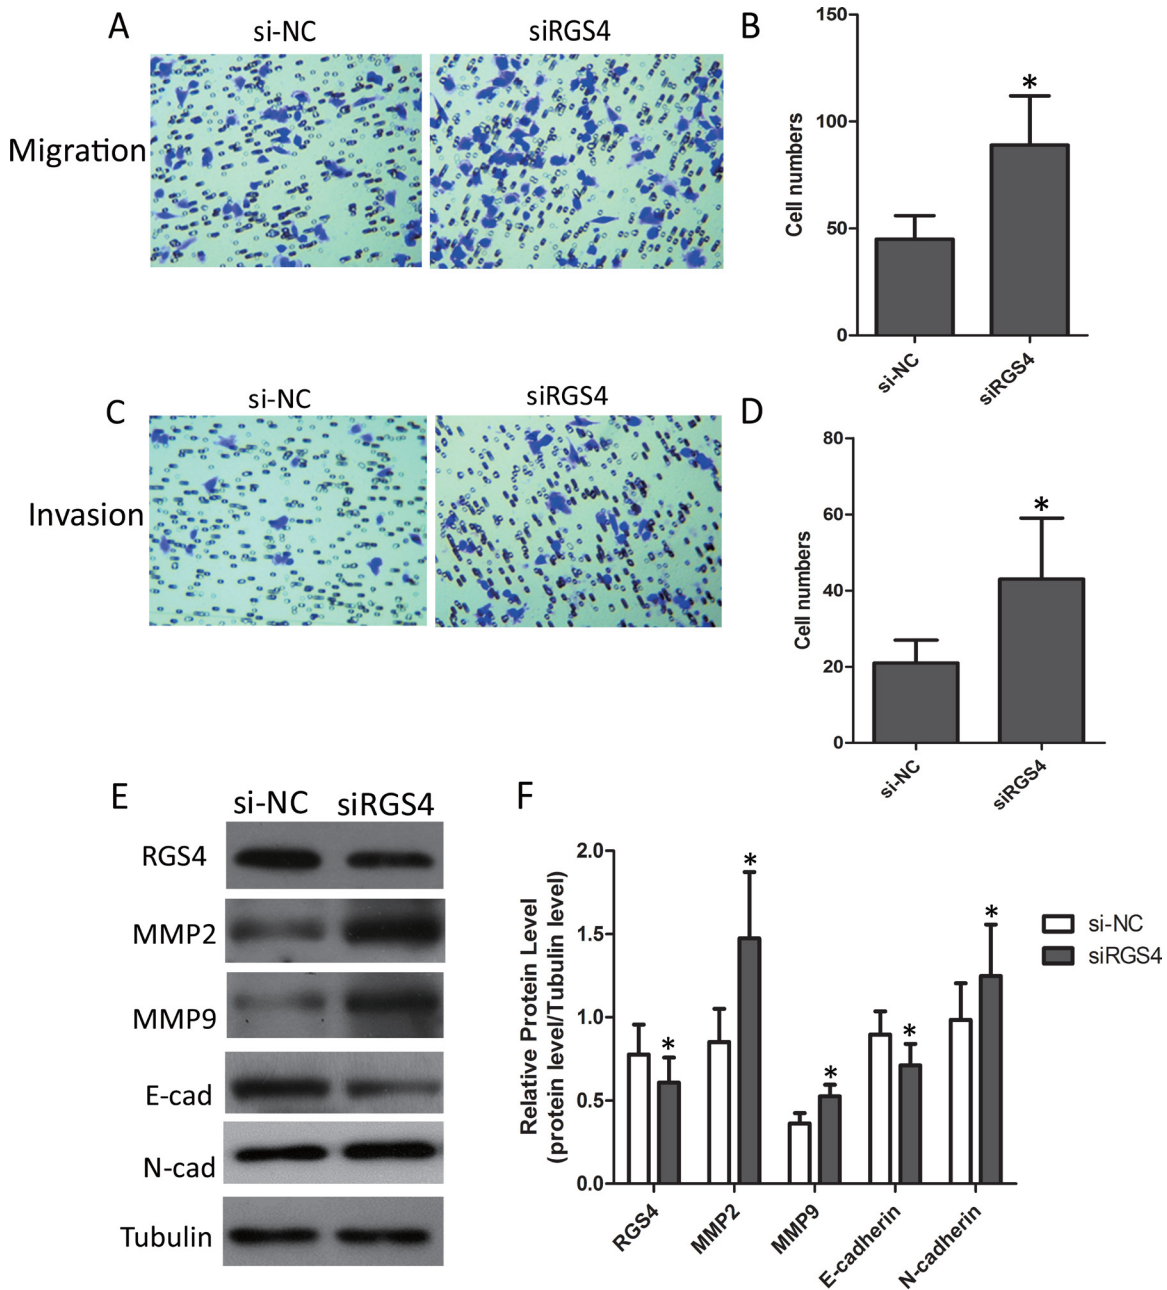 A
si-NC
siRGS4
Migration
B
150
100
50
0
Cell numbers
*
si-NC
siRGS4
C
si-NC
siRGS4
Invasion
D
80
60
40
20
0
Cell numbers
*
si-NC
siRGS4
E
si-NC
siRGS4
RGS4
MMP2
MMP9
E-cad
N-cad
Tubulin
F
2.0
1.5
1.0
0.5
0.0
Relative Protein Level
(protein level/Tubulin level)
*
*
*
*
*
si-NC
siRGS4
RGS4
MMP2
MMP9
E-cadherin
N-cadherin